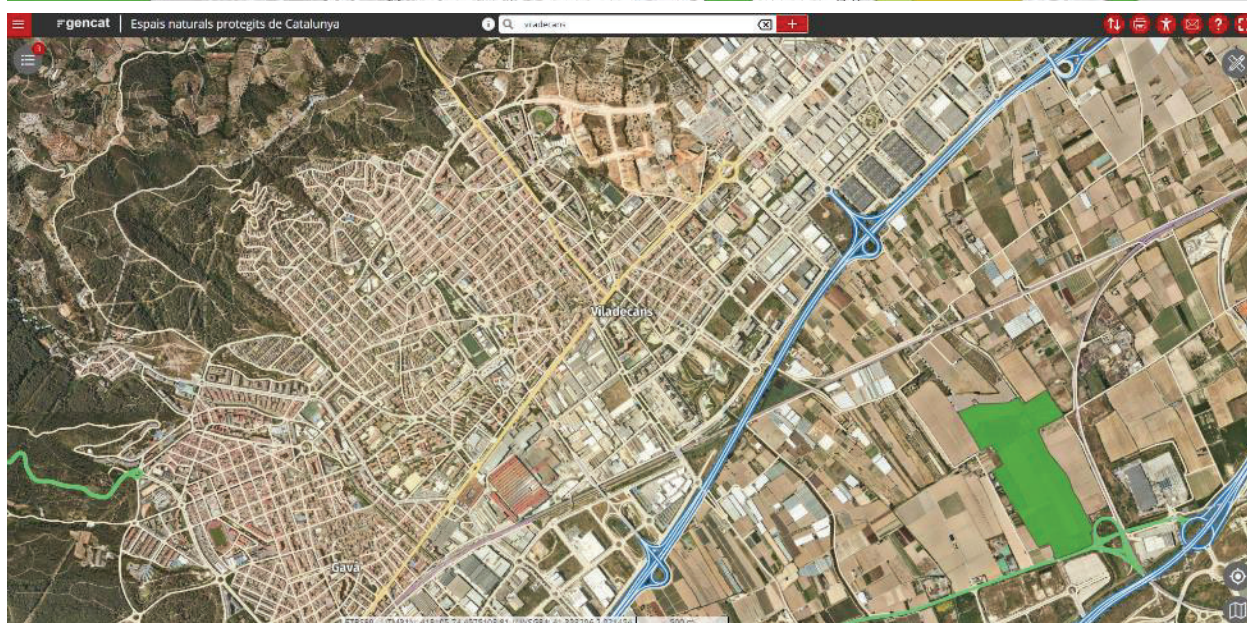 gencat Espais naturals protegits de Catalunya viladecans
Viladecans
Gavà
500 m